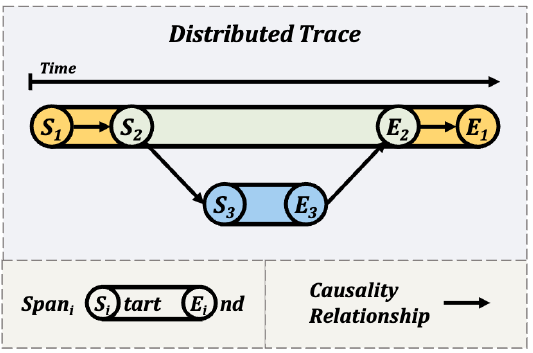 Distributed Trace
Time
S1 S2 E2 E1
S3 E3
Spani Si tart Ei nd
Causality
Relationship